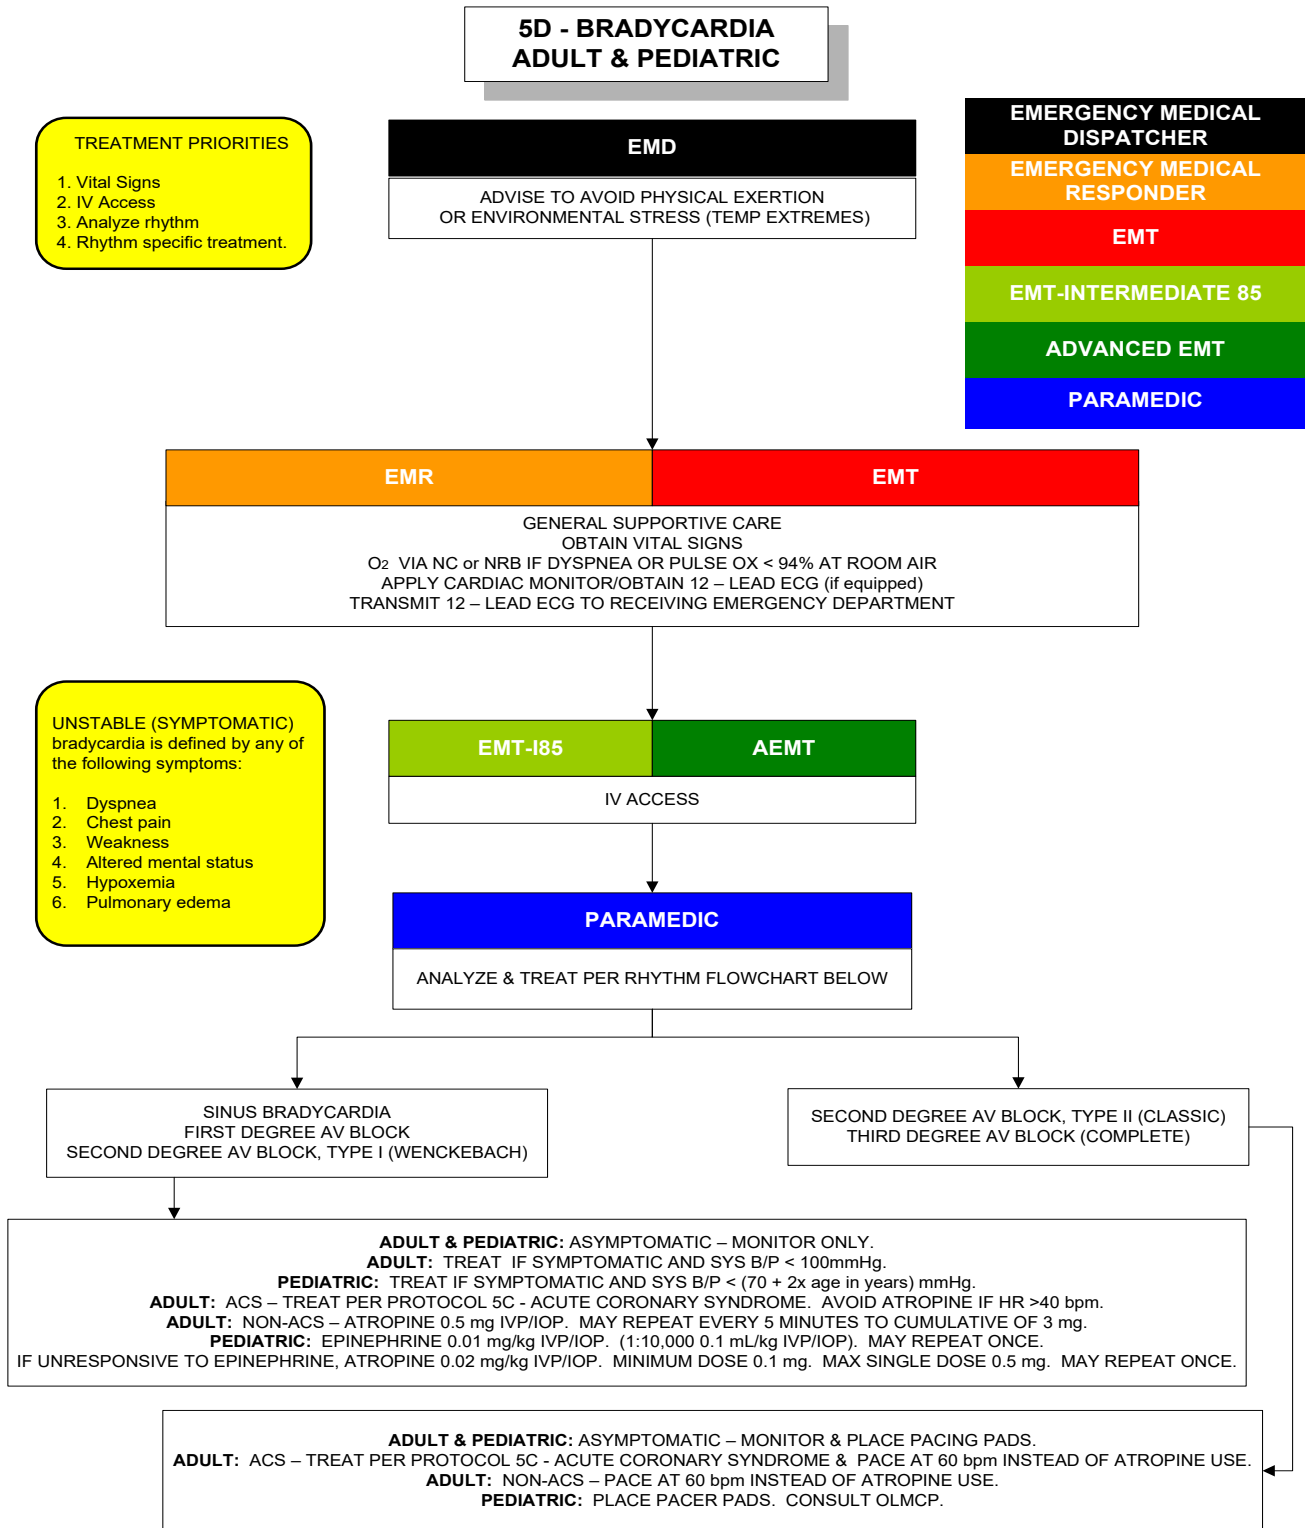 5D - BRADYCARDIA
ADULT & PEDIATRIC
TREATMENT PRIORITIES
1. Vital Signs
2. IV Access
3. Analyze rhythm
4. Rhythm specific treatment.
EMD
ADVISE TO AVOID PHYSICAL EXERTION
OR ENVIRONMENTAL STRESS (TEMP EXTREMES)
EMERGENCY MEDICAL
DISPATCHER
EMERGENCY MEDICAL
RESPONDER
EMT
EMT-INTERMEDIATE 85
ADVANCED EMT
PARAMEDIC
EMR
EMT
GENERAL SUPPORTIVE CARE
OBTAIN VITAL SIGNS
O2 VIA NC or NRB IF DYSPNEA OR PULSE OX < 94% AT ROOM AIR
APPLY CARDIAC MONITOR/OBTAIN 12 – LEAD ECG (if equipped)
TRANSMIT 12 – LEAD ECG TO RECEIVING EMERGENCY DEPARTMENT
UNSTABLE (SYMPTOMATIC)
bradycardia is defined by any of
the following symptoms:
1. Dyspnea
2. Chest pain
3. Weakness
4. Altered mental status
5. Hypoxemia
6. Pulmonary edema
EMT-I85
AEMT
IV ACCESS
PARAMEDIC
ANALYZE & TREAT PER RHYTHM FLOWCHART BELOW
SINUS BRADYCARDIA
FIRST DEGREE AV BLOCK
SECOND DEGREE AV BLOCK, TYPE I (WENCKEBACH)
SECOND DEGREE AV BLOCK, TYPE II (CLASSIC)
THIRD DEGREE AV BLOCK (COMPLETE)
ADULT & PEDIATRIC: ASYMPTOMATIC – MONITOR ONLY.
ADULT: TREAT IF SYMPTOMATIC AND SYS B/P < 100mmHg.
PEDIATRIC: TREAT IF SYMPTOMATIC AND SYS B/P < (70 + 2x age in years) mmHg.
ADULT: ACS – TREAT PER PROTOCOL 5C - ACUTE CORONARY SYNDROME. AVOID ATROPINE IF HR >40 bpm.
ADULT: NON-ACS – ATROPINE 0.5 mg IVP/IOP. MAY REPEAT EVERY 5 MINUTES TO CUMULATIVE OF 3 mg.
PEDIATRIC: EPINEPHRINE 0.01 mg/kg IVP/IOP. (1:10,000 0.1 mL/kg IVP/IOP). MAY REPEAT ONCE.
IF UNRESPONSIVE TO EPINEPHRINE, ATROPINE 0.02 mg/kg IVP/IOP. MINIMUM DOSE 0.1 mg. MAX SINGLE DOSE 0.5 mg. MAY REPEAT ONCE.
ADULT & PEDIATRIC: ASYMPTOMATIC – MONITOR & PLACE PACING PADS.
ADULT: ACS – TREAT PER PROTOCOL 5C - ACUTE CORONARY SYNDROME & PACE AT 60 bpm INSTEAD OF ATROPINE USE.
ADULT: NON-ACS – PACE AT 60 bpm INSTEAD OF ATROPINE USE.
PEDIATRIC: PLACE PACER PADS. CONSULT OLMCP.